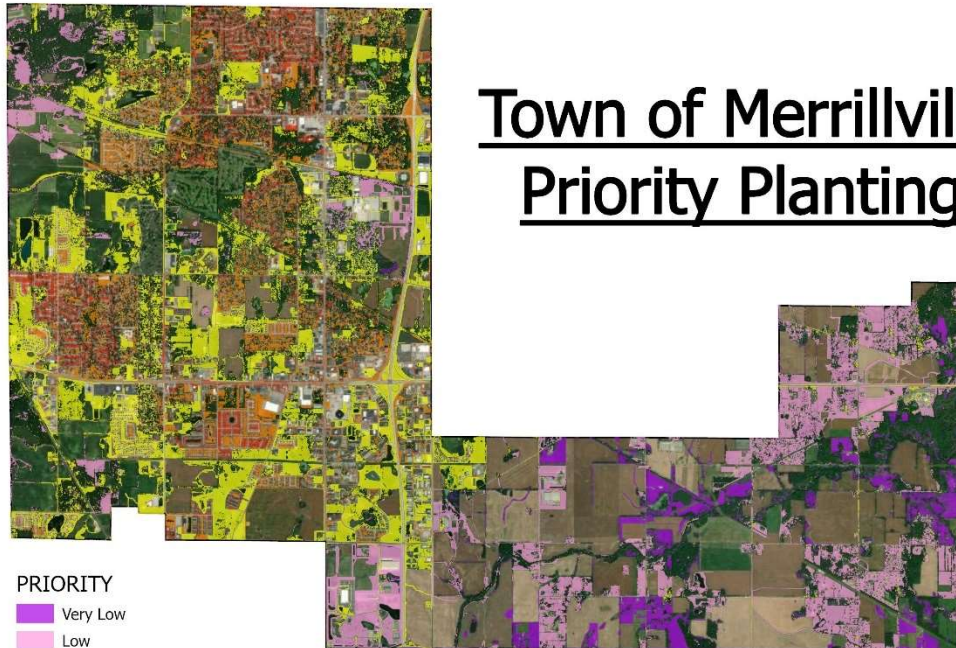 Town of Merrillvil
Priority Planting
PRIORITY
Very Low
Low